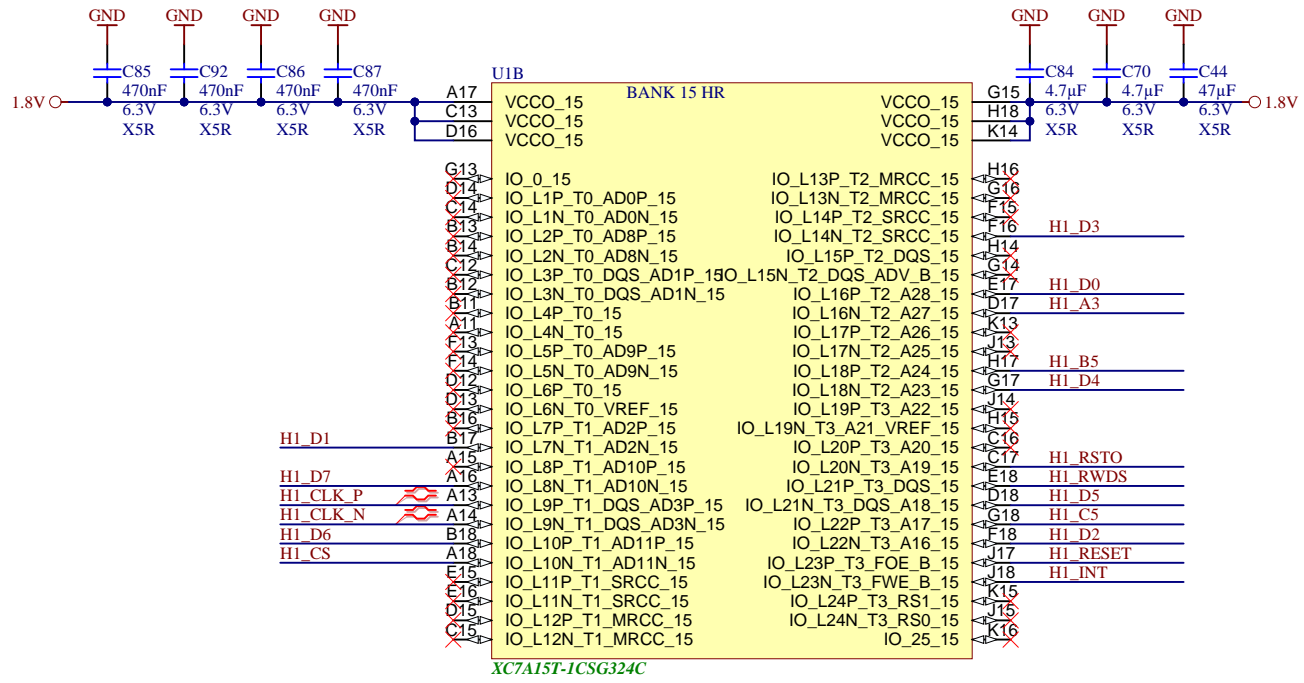 GND GND GND GND GND GND GND
C85 C92 C86 C87 U1B C84 C70 C44
470nF 470nF 470nF 470nF BANK 15 HR 4.7µF 4.7µF 47µF
1.8V 6.3V 6.3V 6.3V 6.3V A17 VCCO_15 VCCO_15 G15 6.3V 6.3V 6.3V 1.8V
X5R X5R X5R X5R C13 VCCO_15 VCCO_15 H18 X5R X5R X5R
D16 VCCO_15 VCCO_15 K14
G13 IO_0_15 IO_L13P_T2_MRCC_15 H16
D14 IO_L1P_T0_AD0P_15 IO_L13N_T2_MRCC_15 G16
C14 IO_L1N_T0_AD0N_15 IO_L14P_T2_SRCC_15 F15
B13 IO_L2P_T0_AD8P_15 IO_L14N_T2_SRCC_15 F16 H1_D3
B14 IO_L2N_T0_AD8N_15 IO_L15P_T2_DQS_15 H14
C12 IO_L3P_T0_DQS_AD1P_15 IO_L15N_T2_DQS_ADV_B_15 G14
B12 IO_L3N_T0_DQS_AD1N_15 IO_L16P_T2_A28_15 E17 H1_D0
B11 IO_L4P_T0_15 IO_L16N_T2_A27_15 D17 H1_A3
A11 IO_L4N_T0_15 IO_L17P_T2_A26_15 K13
F13 IO_L5P_T0_AD9P_15 IO_L17N_T2_A25_15 J13
F14 IO_L5N_T0_AD9N_15 IO_L18P_T2_A24_15 H17 H1_B5
D12 IO_L6P_T0_15 IO_L18N_T2_A23_15 G17 H1_D4
D13 IO_L6N_T0_VREF_15 IO_L19P_T3_A22_15 J14
B16 IO_L7P_T1_AD2P_15 IO_L19N_T3_A21_VREF_15 H15
H1_D1 B17 IO_L7N_T1_AD2N_15 IO_L20P_T3_A20_15 C16
A15 IO_L8P_T1_AD10P_15 IO_L20N_T3_A19_15 C17 H1_RSTO
H1_D7 A16 IO_L8N_T1_AD10N_15 IO_L21P_T3_DQS_15 E18 H1_RWDS
H1_CLK_P A13 IO_L9P_T1_DQS_AD3P_15 IO_L21N_T3_DQS_A18_15 D18 H1_D5
H1_CLK_N A14 IO_L9N_T1_DQS_AD3N_15 IO_L22P_T3_A17_15 G18 H1_C5
H1_D6 B18 IO_L10P_T1_AD11P_15 IO_L22N_T3_A16_15 F18 H1_D2
H1_CS A18 IO_L10N_T1_AD11N_15 IO_L23P_T3_FOE_B_15 J17 H1_RESET
E15 IO_L11P_T1_SRCC_15 IO_L23N_T3_FWE_B_15 J18 H1_INT
E16 IO_L11N_T1_SRCC_15 IO_L24P_T3_RS1_15 K15
D15 IO_L12P_T1_MRCC_15 IO_L24N_T3_RS0_15 J15
C15 IO_L12N_T1_MRCC_15 IO_25_15 K16
XC7A15T-1CSG324C